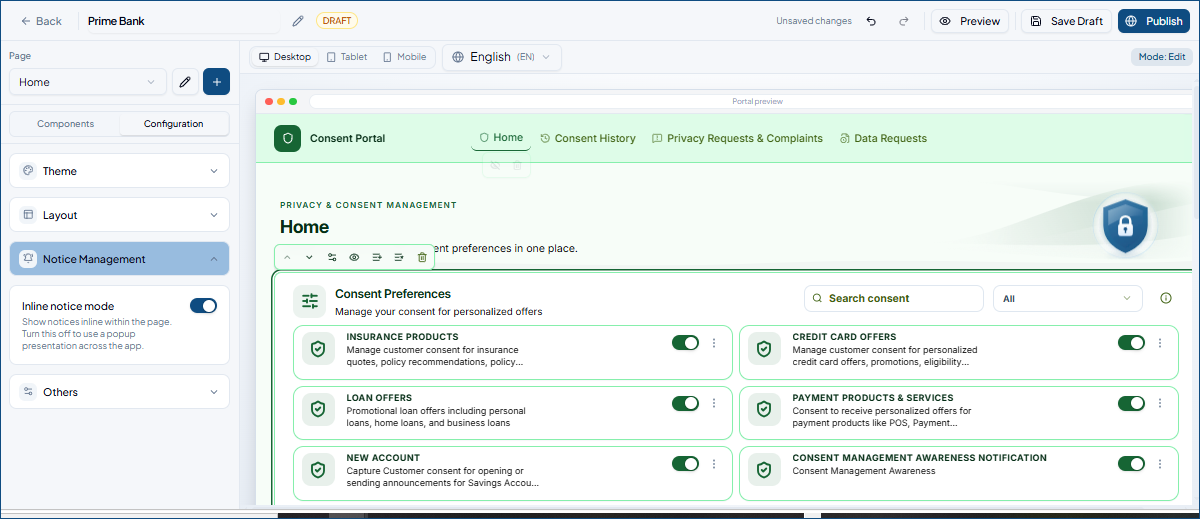 Back
Prime Bank
DRAFT
Unsaved changes
Preview
Save Draft
Publish
Page
Home
Components
Configuration
Theme
Layout
Notice Management
Inline notice mode
Show notices inline within the page.
Turn this off to use a popup
presentation across the app.
Others
Desktop
Tablet
Mobile
English (EN)
Mode: Edit
Portal preview
Consent Portal
Home
Consent History
Privacy Requests & Complaints
Data Requests
PRIVACY & CONSENT MANAGEMENT
Home
ent preferences in one place.
Consent Preferences
Manage your consent for personalized offers
Search consent
All
INSURANCE PRODUCTS
Manage customer consent for insurance
quotes, policy recommendations, policy...
CREDIT CARD OFFERS
Manage customer consent for personalized
credit card offers, promotions, eligibility...
LOAN OFFERS
Promotional loan offers including personal
loans, home loans, and business loans
PAYMENT PRODUCTS & SERVICES
Consent to receive personalized offers for
payment products like POS, Payment...
NEW ACCOUNT
Capture Customer consent for opening or
sending announcements for Savings Accou...
CONSENT MANAGEMENT AWARENESS NOTIFICATION
Consent Management Awareness